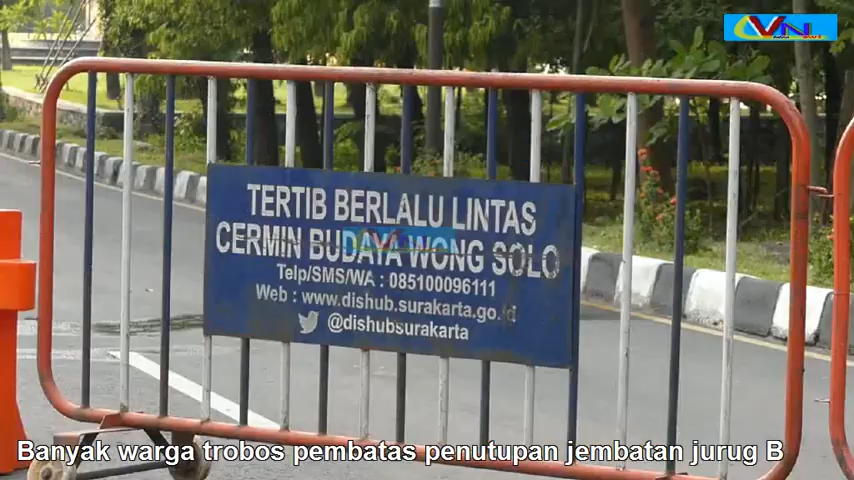 CVNI
TERTIB BERLALU LINTAS
CERMIN BUDAYA WONG SOLO
Telp/SMS/WA : 085100096111
Web : www.dishub.surakarta.go.id
@dishubsurakarta
Banyak warga trobos pembatas penutupan jembatan jurug B